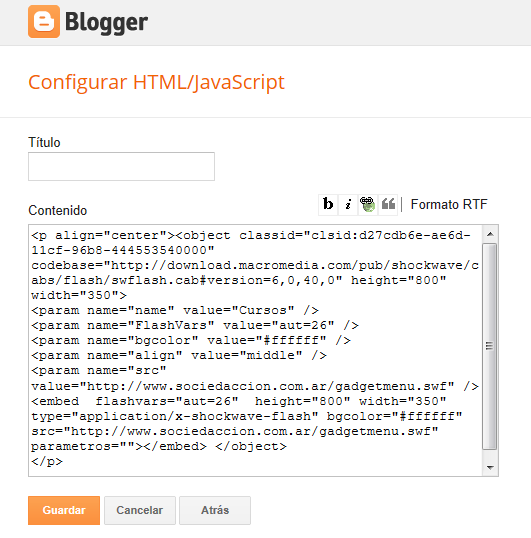 Blogger
Configurar HTML/JavaScript
Título
b i Formato RTF
Contenido
<p align="center"><object classid="clsid:d27cdb6e-ae6d-
11cf-96b8-444553540000"
codebase="http://download.macromedia.com/pub/shockwave/c
abs/flash/swflash.cab#version=6,0,40,0" height="800"
width="350">
<param name="name" value="Cursos" />
<param name="FlashVars" value="aut=26" />
<param name="bgcolor" value="#ffffff" />
<param name="align" value="middle" />
<param name="src"
value="http://www.sociedaccion.com.ar/gadgetmenu.swf" />
<embed  flashvars="aut=26"  height="800" width="350"
type="application/x-shockwave-flash" bgcolor="#ffffff"
src="http://www.sociedaccion.com.ar/gadgetmenu.swf"
parametros=""></embed> </object>
</p>
Guardar Cancelar Atrás